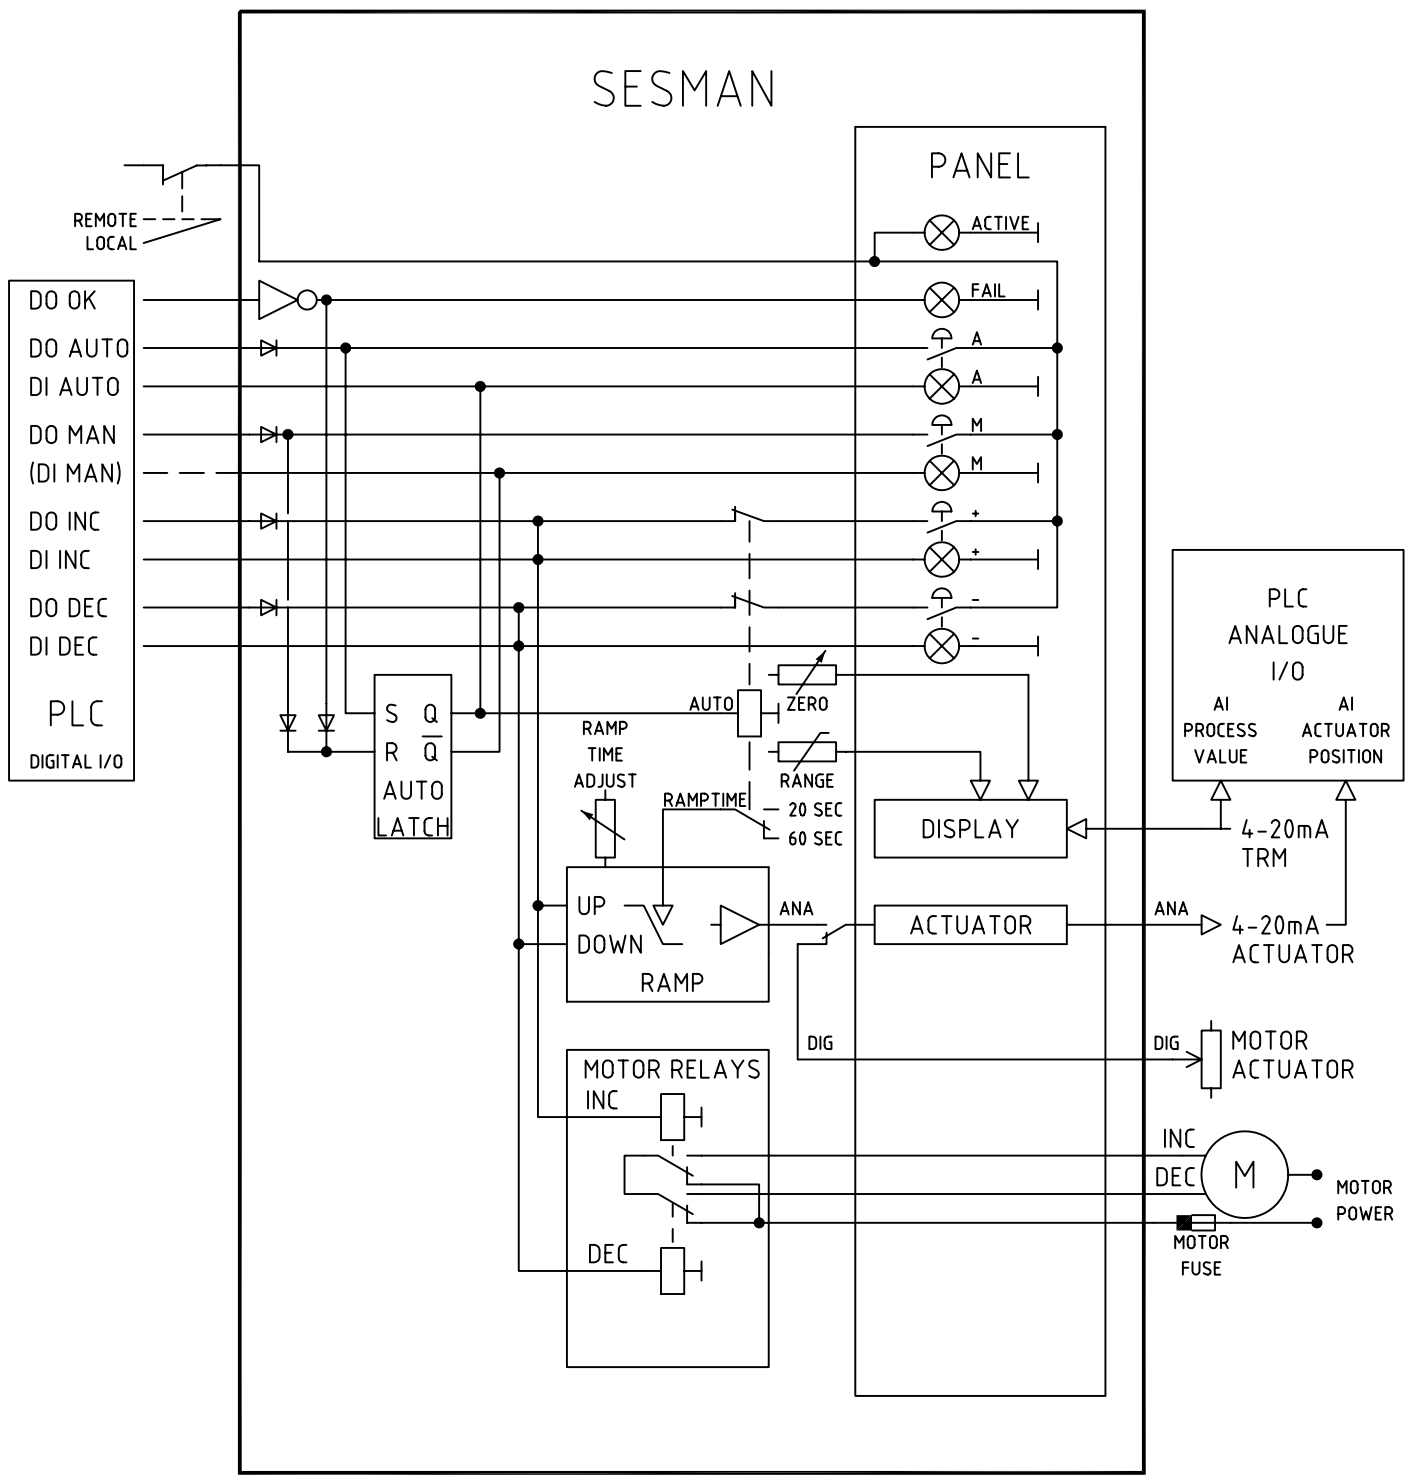 SESMAN
PANEL
REMOTE
LOCAL
ACTIVE
DO OK
FAIL
DO AUTO
A
DI AUTO
A
DO MAN
M
(DI MAN)
M
DO INC
+
DI INC
+
DO DEC
-
DI DEC
-
PLC
DIGITAL I/O
S Q
R Q̅
AUTO
LATCH
AUTO
ZERO
RAMP
TIME
ADJUST
RANGE
RAMPTIME
20 SEC
60 SEC
DISPLAY
PLC
ANALOGUE
I/O
AI
PROCESS
VALUE
AI
ACTUATOR
POSITION
4-20mA
TRM
UP
DOWN
RAMP
ANA
ACTUATOR
ANA
4-20mA
ACTUATOR
DIG
DIG
MOTOR
ACTUATOR
MOTOR RELAYS
INC
INC
DEC
M
MOTOR
POWER
MOTOR
FUSE
DEC